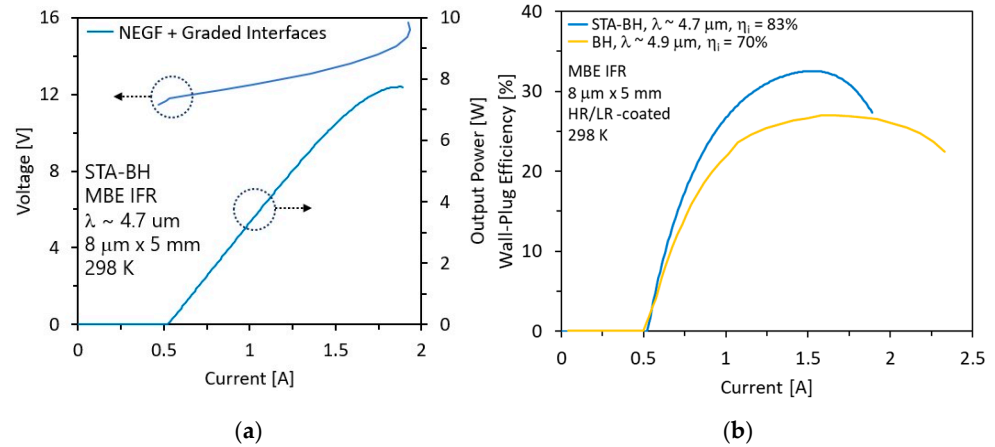 NEGF + Graded Interfaces
STA-BH
MBE IFR
λ ~ 4.7 um
8 μm x 5 mm
298 K
Voltage [V]
16
12
8
4
0
Output Power [W]
10
8
6
4
2
0
0
0.5
1
1.5
2
Current [A]
(a)
STA-BH, λ ~ 4.7 μm, ηi = 83%
BH, λ ~ 4.9 μm, ηi = 70%
MBE IFR
8 μm x 5 mm
HR/LR -coated
298 K
Wall-Plug Efficiency [%]
40
30
20
10
0
0
0.5
1
1.5
2
2.5
Current [A]
(b)